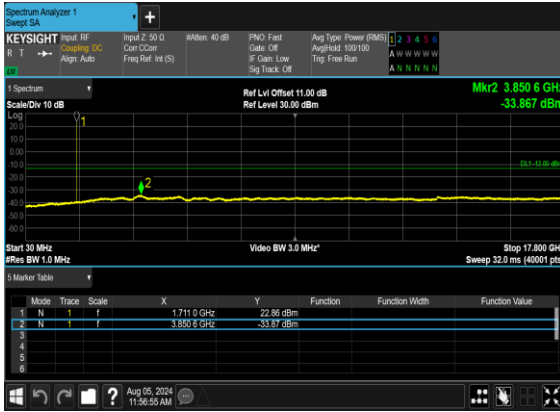 Spectrum Analyzer 1
Swept SA
+
KEYSIGHT Input: RF Input Z: 50 Ω #Atten: 40 dB PNO: Fast Avg Type: Power (RMS) 1 2 3 4 5 6
R T Coupling: DC Corr CCorr Gate: Off Avg|Hold: 100/100 A W W W W W
Align: Auto Freq Ref: Int (S) IF Gain: Low Trig: Free Run
Sig Track: Off A N N N N N
1 Spectrum Ref Lvl Offset 11.00 dB Mkr2 3.850 6 GHz
Scale/Div 10 dB Ref Level 30.00 dBm -33.867 dBm
Log
20.0
10.0
0.00
-10.0
-20.0
-30.0
-40.0
-50.0
-60.0
1
2
DL1 -13.00 dBm
Start 30 MHz Video BW 3.0 MHz* Stop 17.800 GHz
#Res BW 1.0 MHz Sweep 32.0 ms (40001 pts)
5 Marker Table
Mode Trace Scale X Y Function Function Width Function Value
1 N 1 f 1.711 0 GHz 22.86 dBm
2 N 1 f 3.850 6 GHz -33.87 dBm
3
4
5
6
? Aug 05, 2024
11:56:55 AM